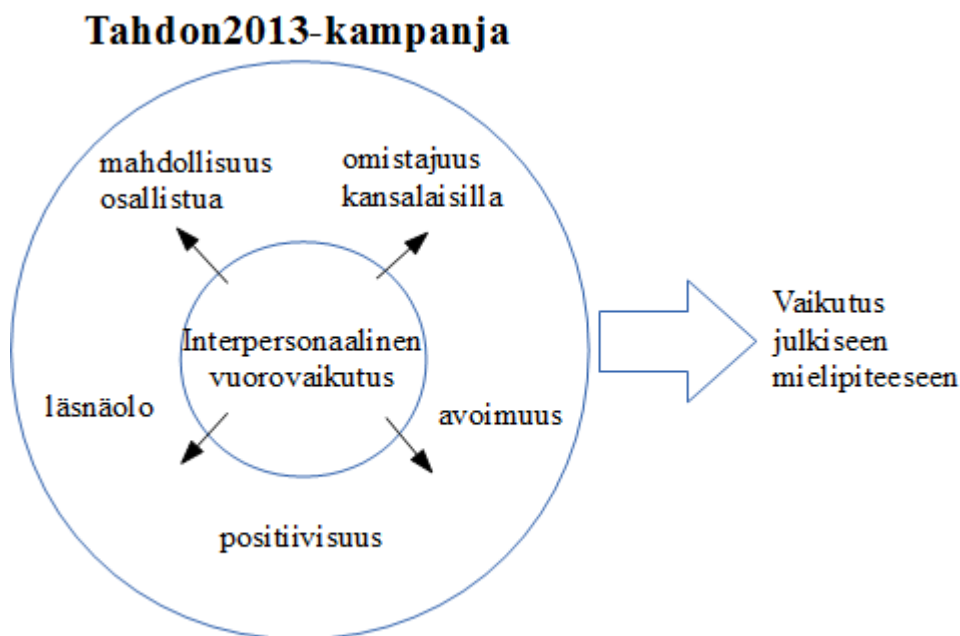 Tahdon2013-kampanja
mahdollisuus
osallistua
omistajuus
kansalaisilla
Interpersonaalinen
vuorovaikutus
läsnäolo
avoimuus
positiivisuus
Vaikutus
julkiseen
mielipiteeseen